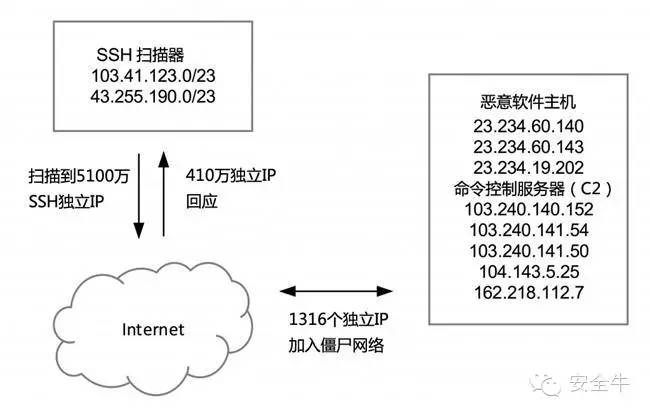 SSH 扫描器
103.41.123.0/23
43.255.190.0/23
扫描到5100万
SSH独立IP
410万独立IP
回应
Internet
1316个独立IP
加入僵尸网络
恶意软件主机
23.234.60.140
23.234.60.143
23.234.19.202
命令控制服务器（C2）
103.240.140.152
103.240.141.54
103.240.141.50
104.143.5.25
162.218.112.7
安全牛